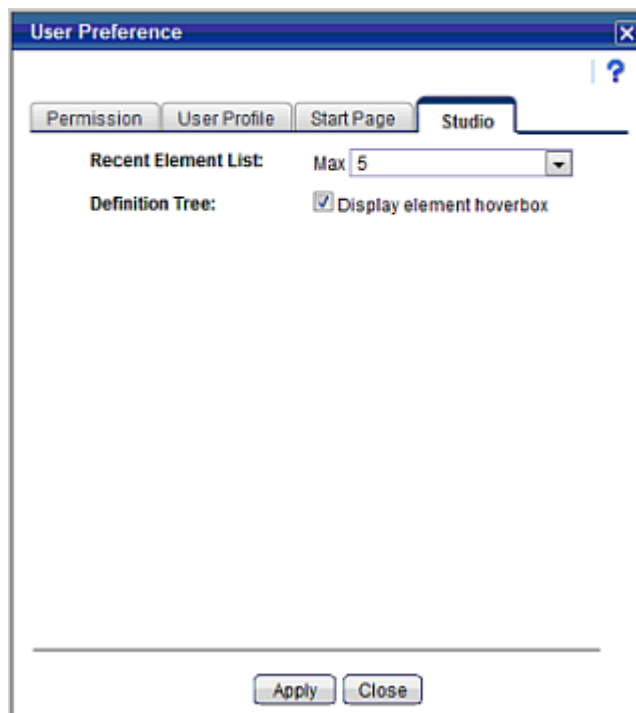 User Preference
?
Permission User Profile Start Page Studio
Recent Element List: Max 5
Definition Tree: Display element hoverbox
Apply Close